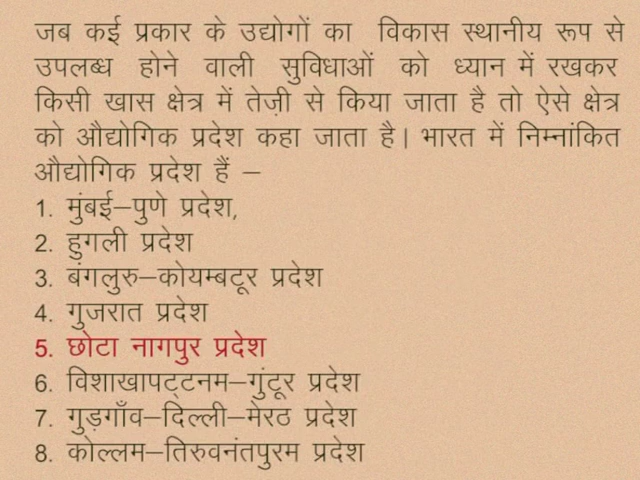 जब कई प्रकार के उद्योगों का विकास स्थानीय रूप से
उपलब्ध होने वाली सुविधाओं को ध्यान में रखकर
किसी खास क्षेत्र में तेज़ी से किया जाता है तो ऐसे क्षेत्र
को औद्योगिक प्रदेश कहा जाता है। भारत में निम्नांकित
औद्योगिक प्रदेश हैं –
1. मुंबई–पुणे प्रदेश,
2. हुगली प्रदेश
3. बंगलुरु–कोयम्बटूर प्रदेश
4. गुजरात प्रदेश
5. छोटा नागपुर प्रदेश
6. विशाखापट्टनम–गुंटूर प्रदेश
7. गुड़गाँव–दिल्ली–मेरठ प्रदेश
8. कोल्लम–तिरुवनंतपुरम प्रदेश